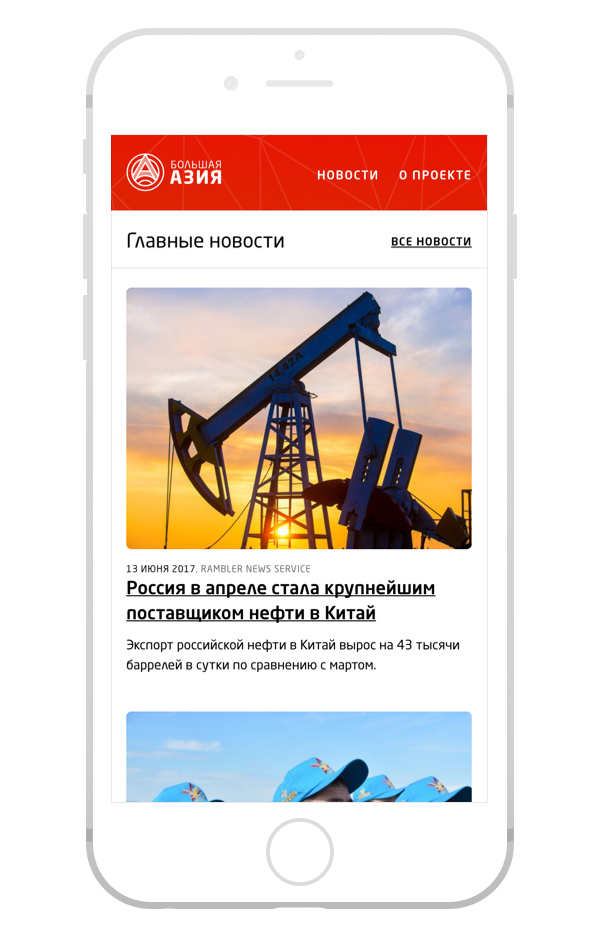 БОЛЬШАЯ
АЗИЯ
НОВОСТИ О ПРОЕКТЕ
Главные новости
ВСЕ НОВОСТИ
13 ИЮНЯ 2017, RAMBLER NEWS SERVICE
Россия в апреле стала крупнейшим
поставщиком нефти в Китай
Экспорт российской нефти в Китай вырос на 43 тысячи
баррелей в сутки по сравнению с мартом.